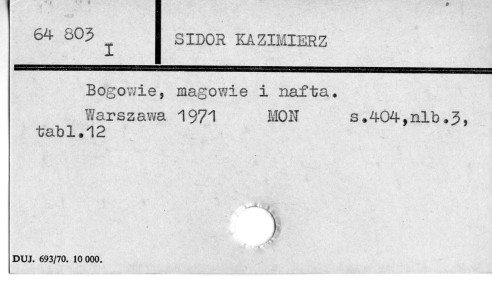 64 803
I
SIDOR KAZIMIERZ
Bogowie, magowie i nafta.
Warszawa 1971 MON s.404,nlb.3,
tabl.12
DUJ. 693/70. 10 000.